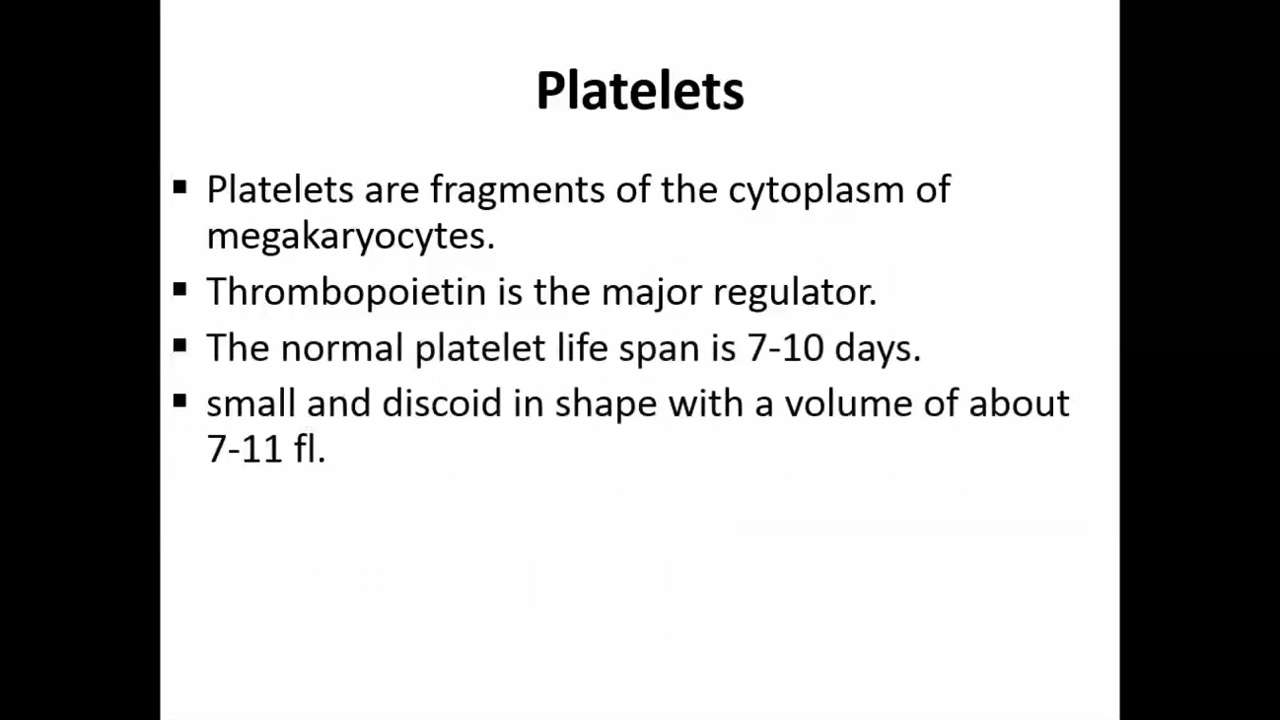 Platelets
▪ Platelets are fragments of the cytoplasm of
megakaryocytes.
▪ Thrombopoietin is the major regulator.
▪ The normal platelet life span is 7-10 days.
▪ small and discoid in shape with a volume of about
7-11 fl.